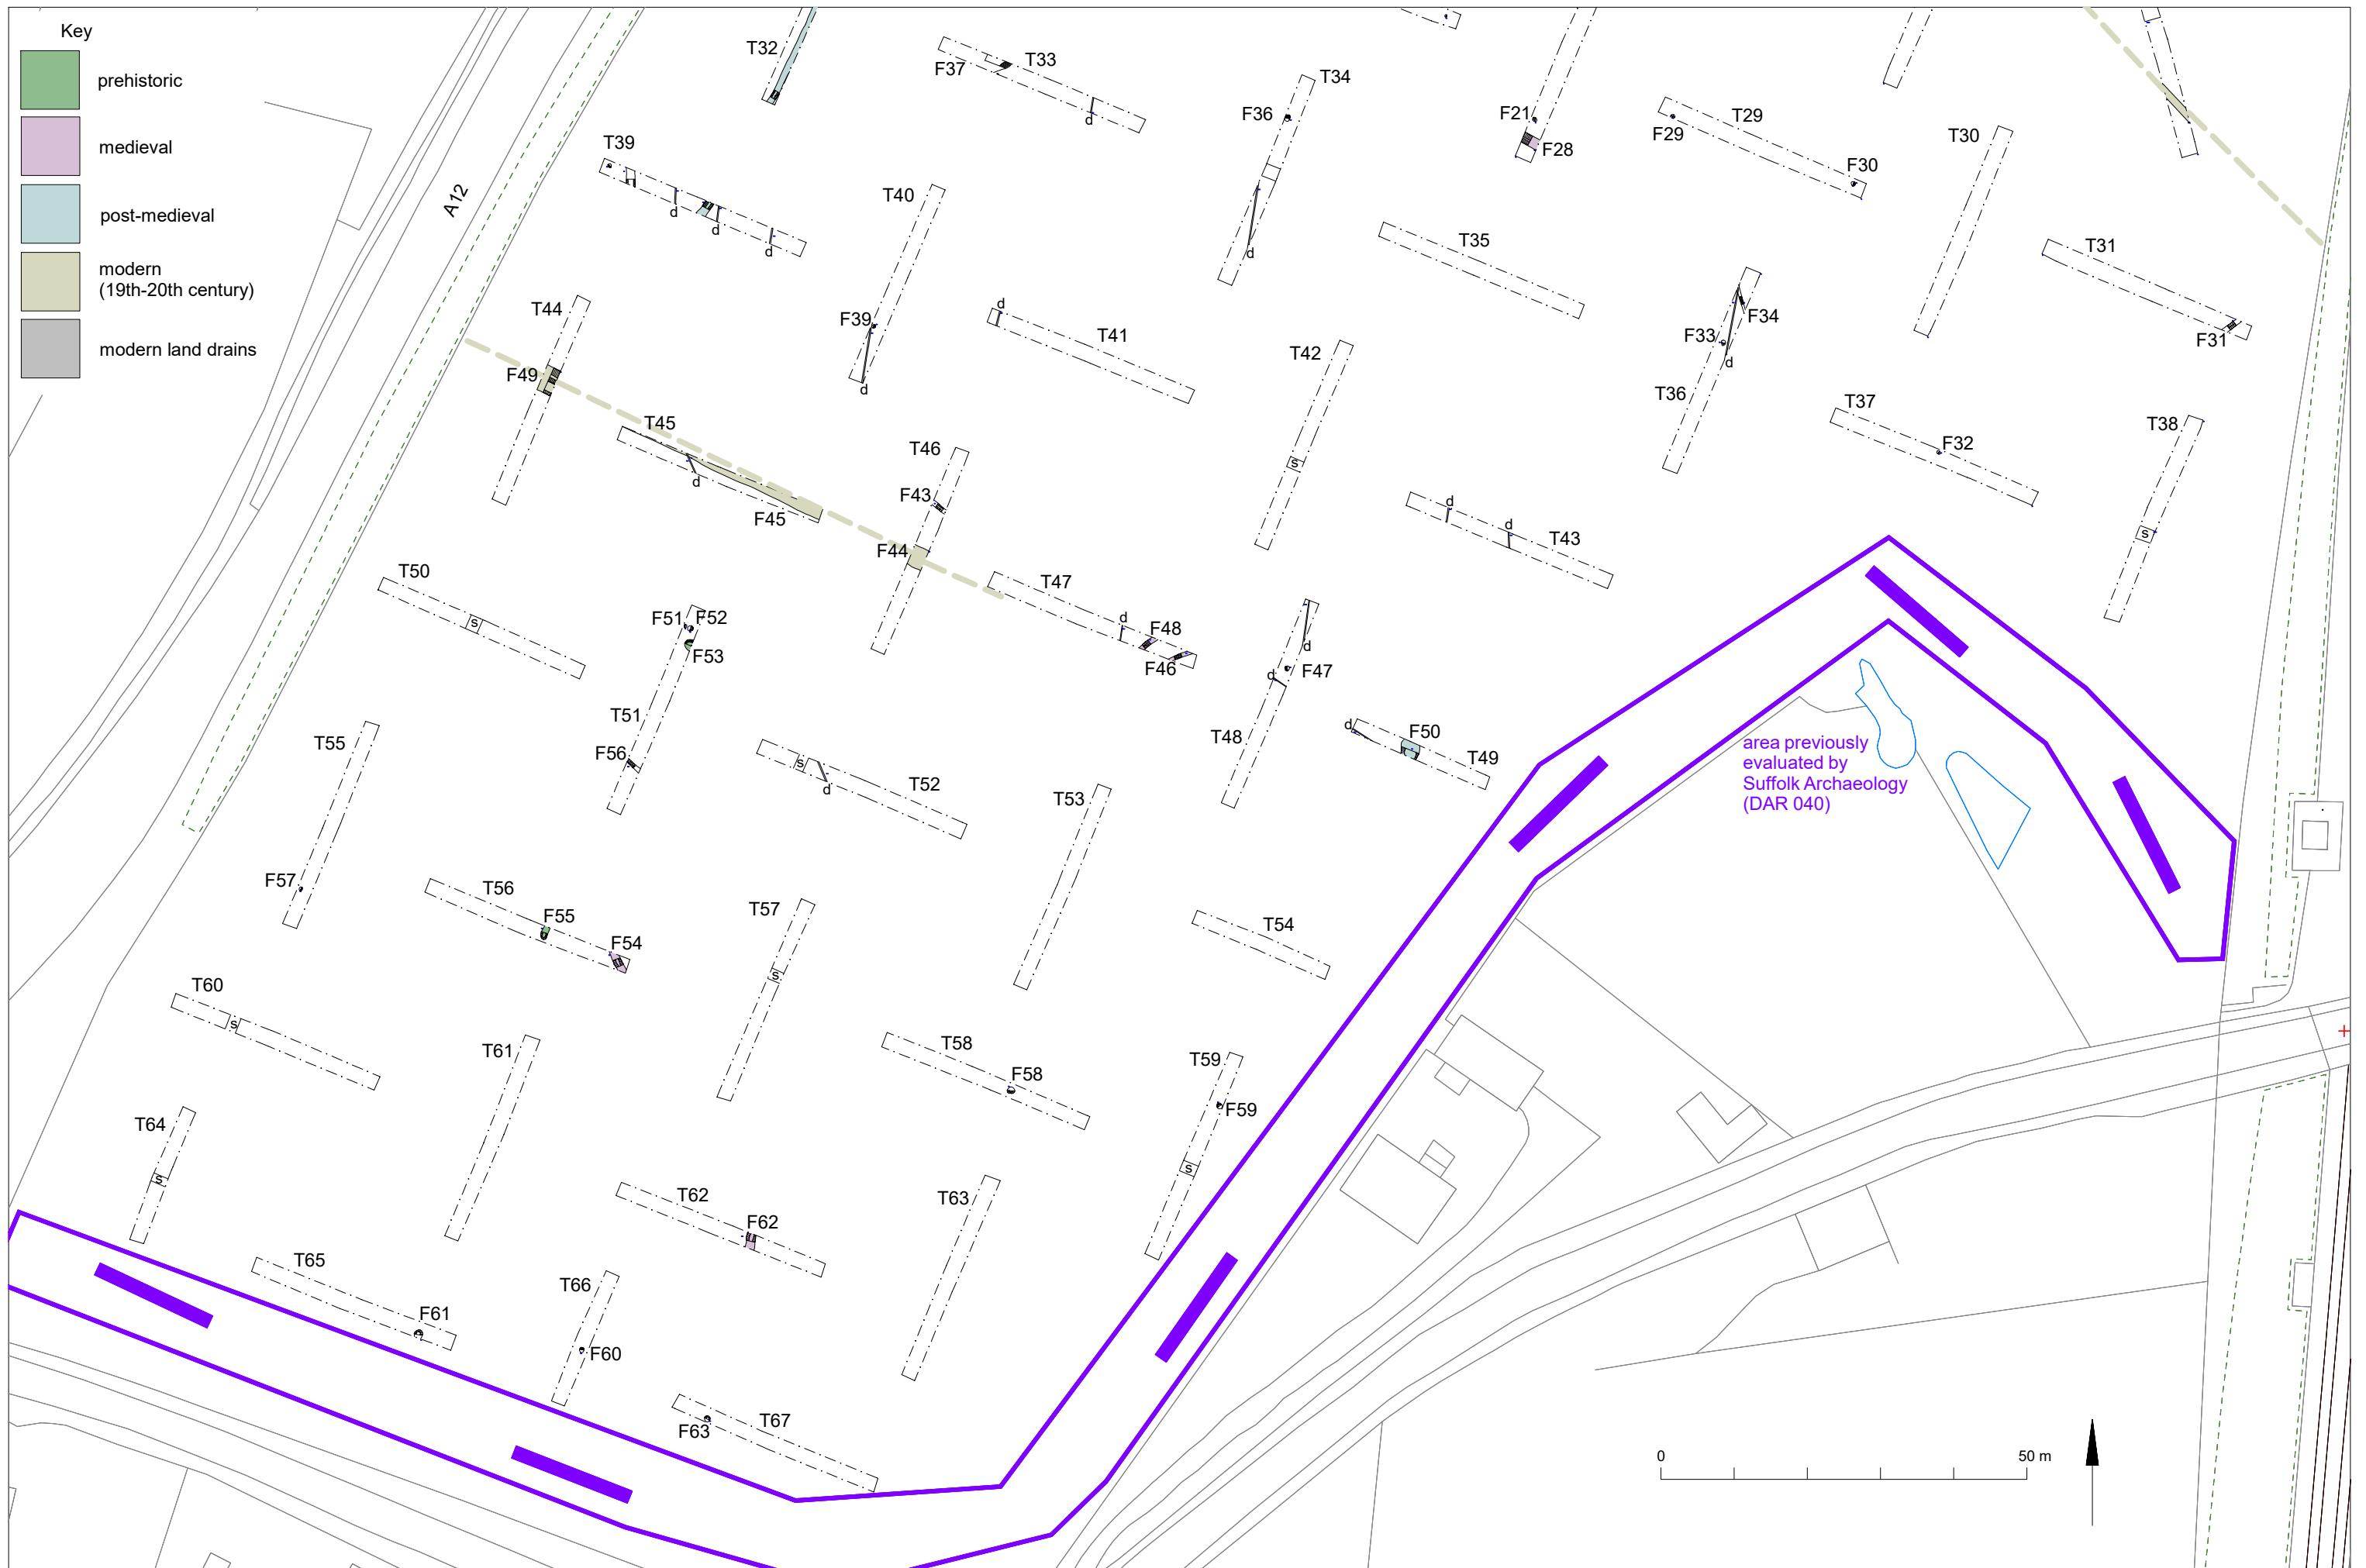 Key
prehistoric
medieval
post-medieval
modern
(19th-20th century)
modern land drains
A12
T32
F37
T33
d
T34
F36
d
F21
F28
T29
F29
F30
T30
T31
F31
T39
d
d
d
T40
F39
d
d
T41
T35
T42
s
F33
F34
d
T36
T37
F32
T38
s
T44
F49
T45
d
F45
T46
F43
F44
T47
d
F48
F46
d
d
T43
T50
s
F51
F52
F53
T51
F56
d
d
F47
T48
d
F50
T49
T55
F57
s
d
T52
T53
T56
F55
F54
T57
s
T54
area previously
evaluated by
Suffolk Archaeology
(DAR 040)
T60
s
T61
T58
F58
T59
F59
s
T64
s
T62
F62
T63
T65
F61
T66
F60
F63
T67
0
50 m